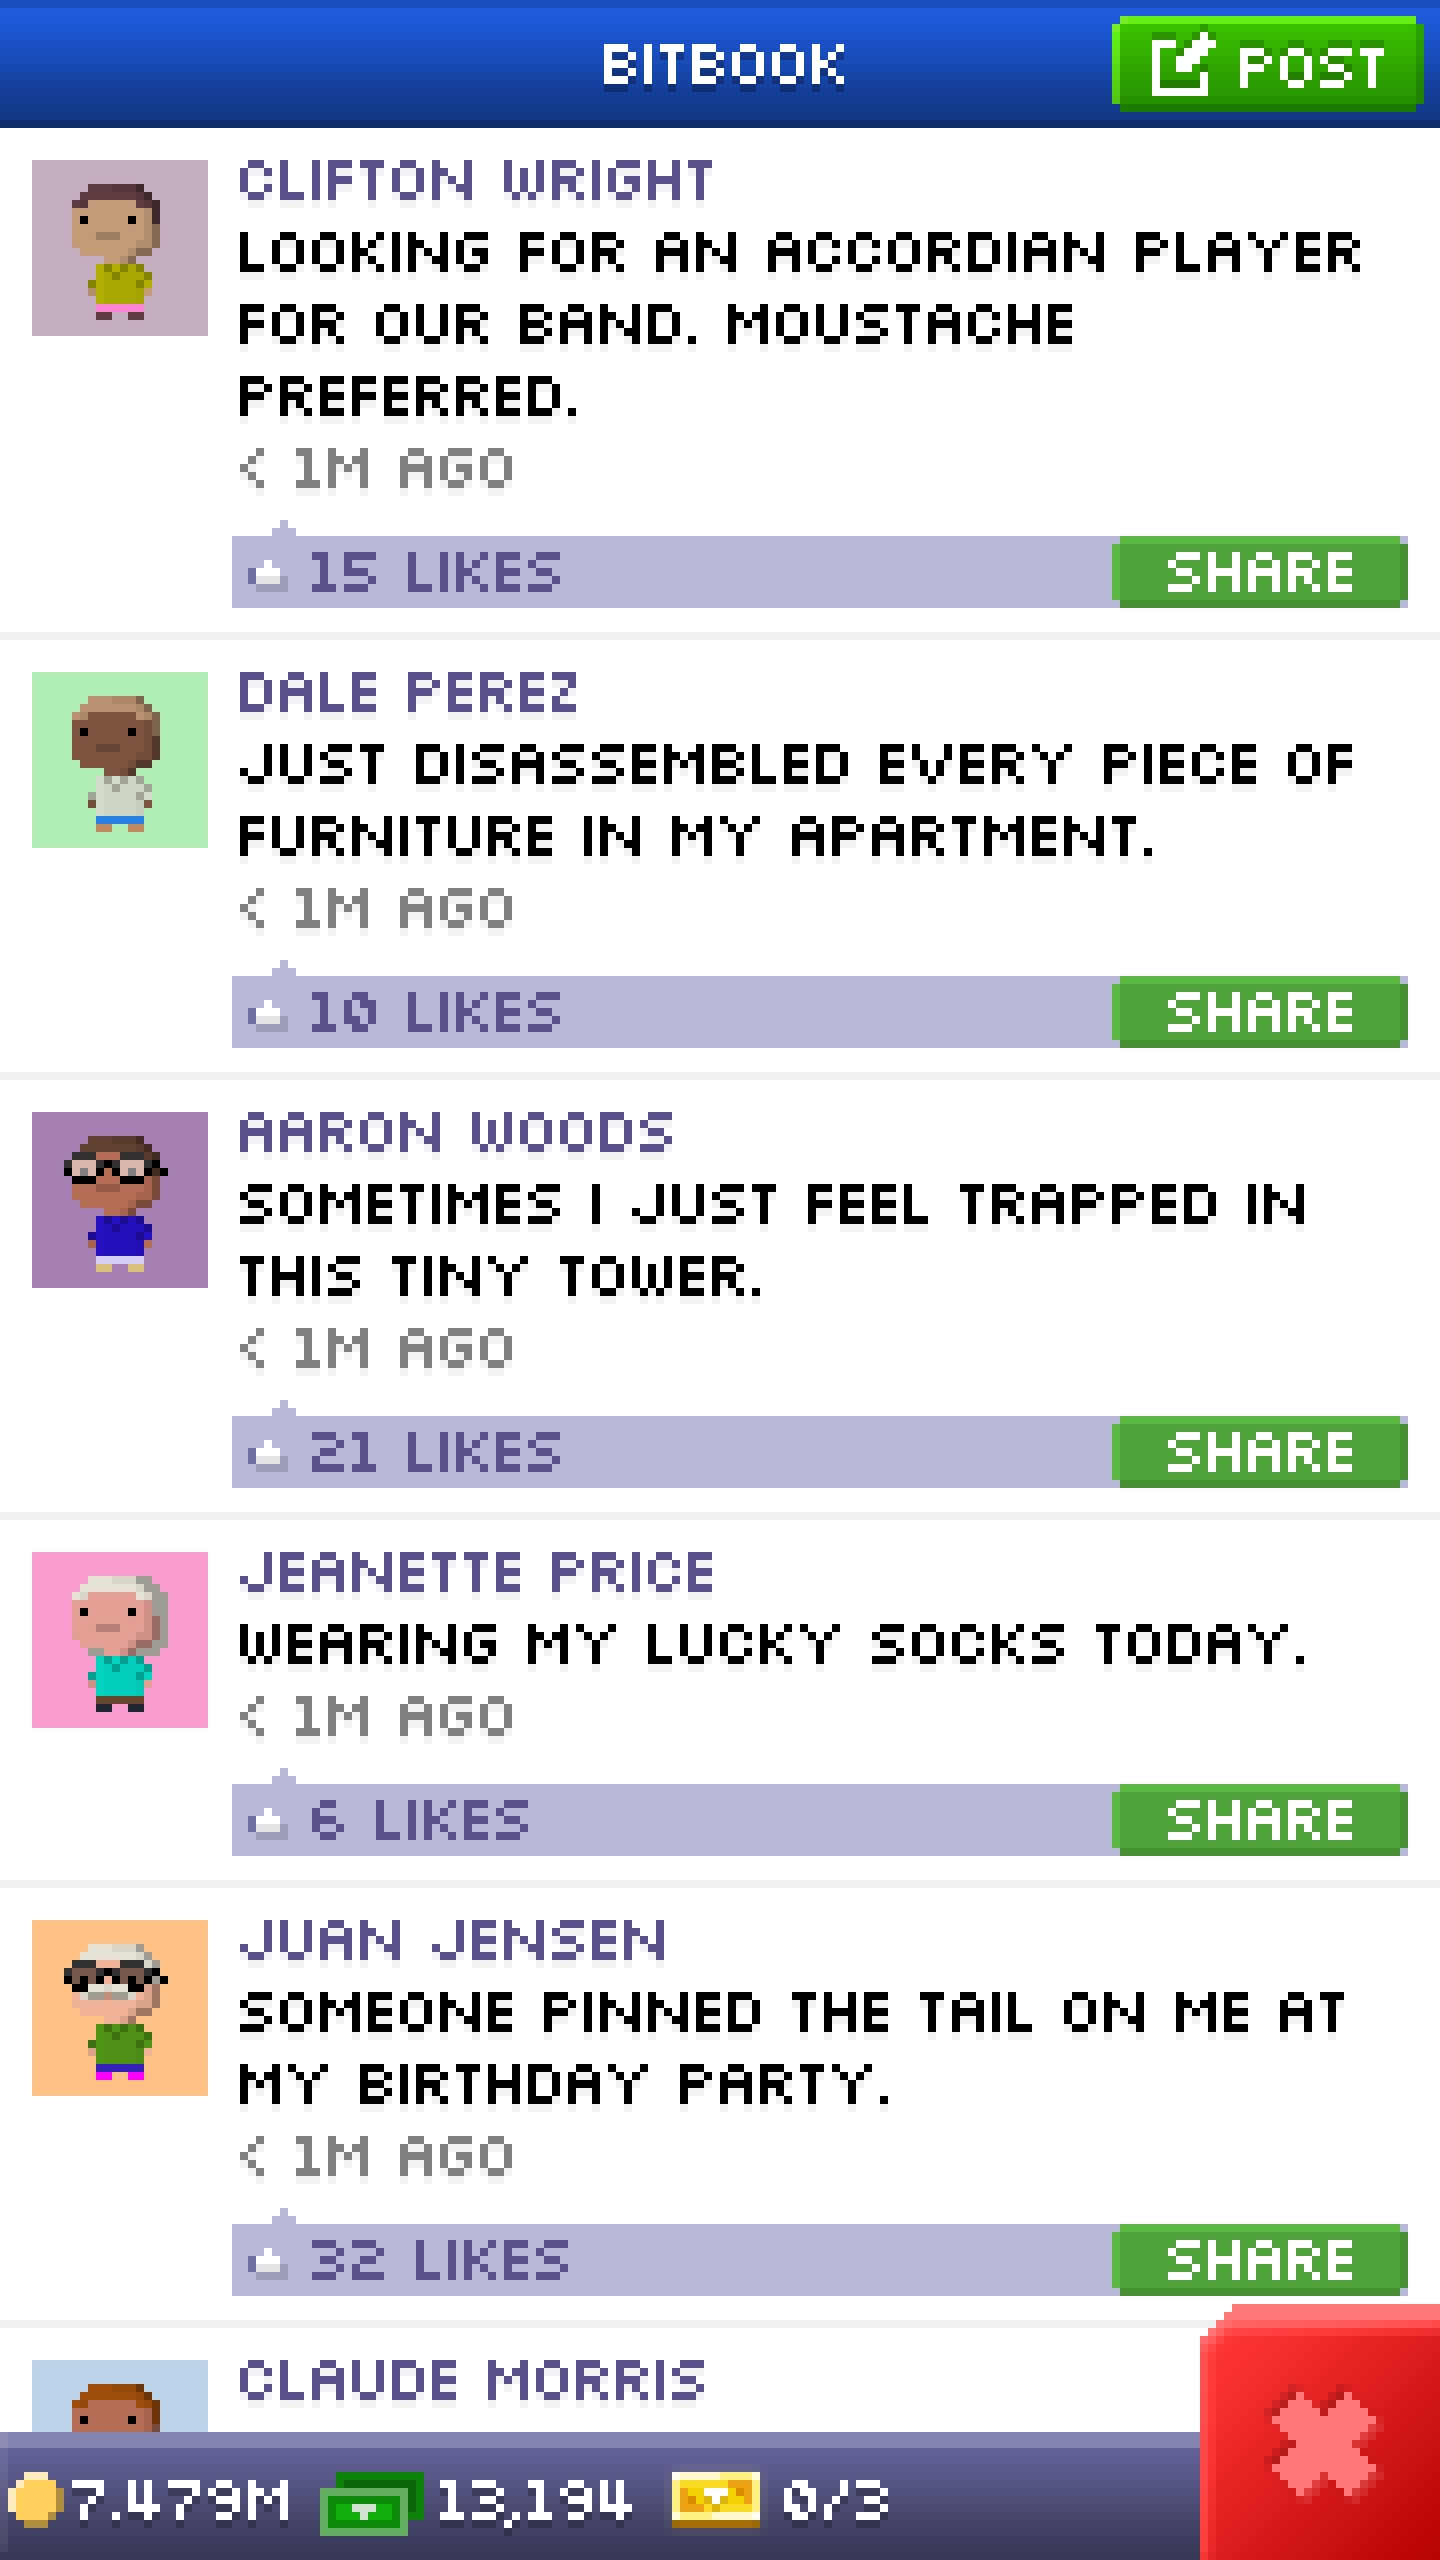 BITBOOK
POST
CLIFTON WRIGHT
LOOKING FOR AN ACCORDIAN PLAYER
FOR OUR BAND. MOUSTACHE
PREFERRED.
< 1M AGO
15 LIKES
SHARE
DALE PEREZ
JUST DISASSEMBLED EVERY PIECE OF
FURNITURE IN MY APARTMENT.
< 1M AGO
10 LIKES
SHARE
AARON WOODS
SOMETIMES I JUST FEEL TRAPPED IN
THIS TINY TOWER.
< 1M AGO
21 LIKES
SHARE
JEANETTE PRICE
WEARING MY LUCKY SOCKS TODAY.
< 1M AGO
6 LIKES
SHARE
JUAN JENSEN
SOMEONE PINNED THE TAIL ON ME AT
MY BIRTHDAY PARTY.
< 1M AGO
32 LIKES
SHARE
CLAUDE MORRIS
7.479M 13,194 0/3